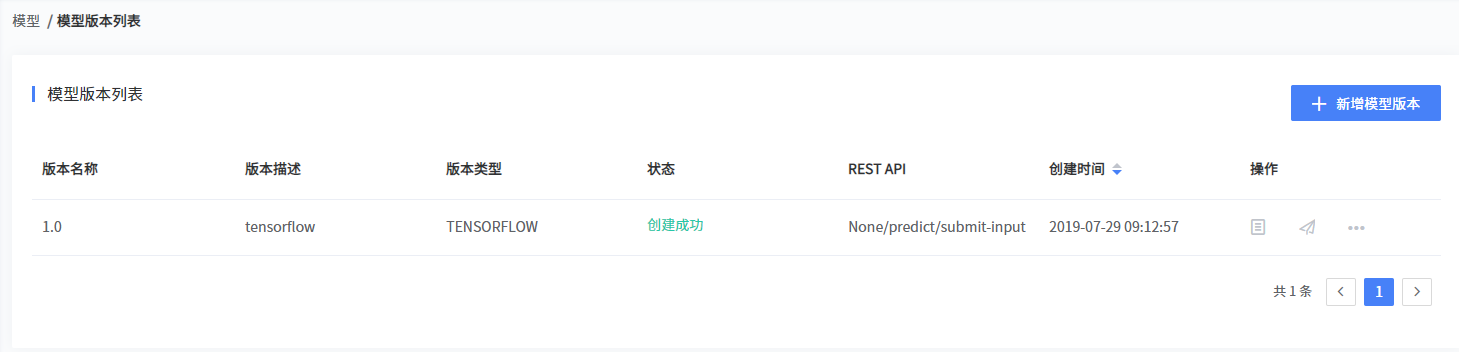 模型 / 模型版本列表
模型版本列表
新增模型版本
版本名称 版本描述 版本类型 状态 REST API 创建时间 操作
1.0 tensorflow TENSORFLOW 创建成功 None/predict/submit-input 2019-07-29 09:12:57
共 1 条 1